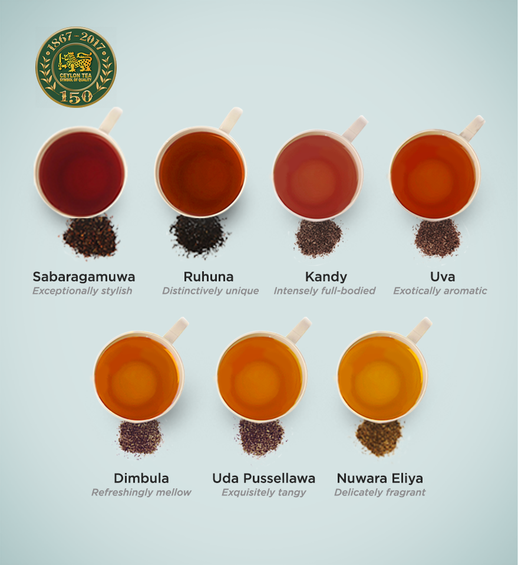 1867-2017
CEYLON TEA
SYMBOL OF QUALITY
150
Sabaragamuwa
Exceptionally stylish
Ruhuna
Distinctively unique
Kandy
Intensely full-bodied
Uva
Exotically aromatic
Dimbula
Refreshingly mellow
Uda Pussellawa
Exquisitely tangy
Nuwara Eliya
Delicately fragrant